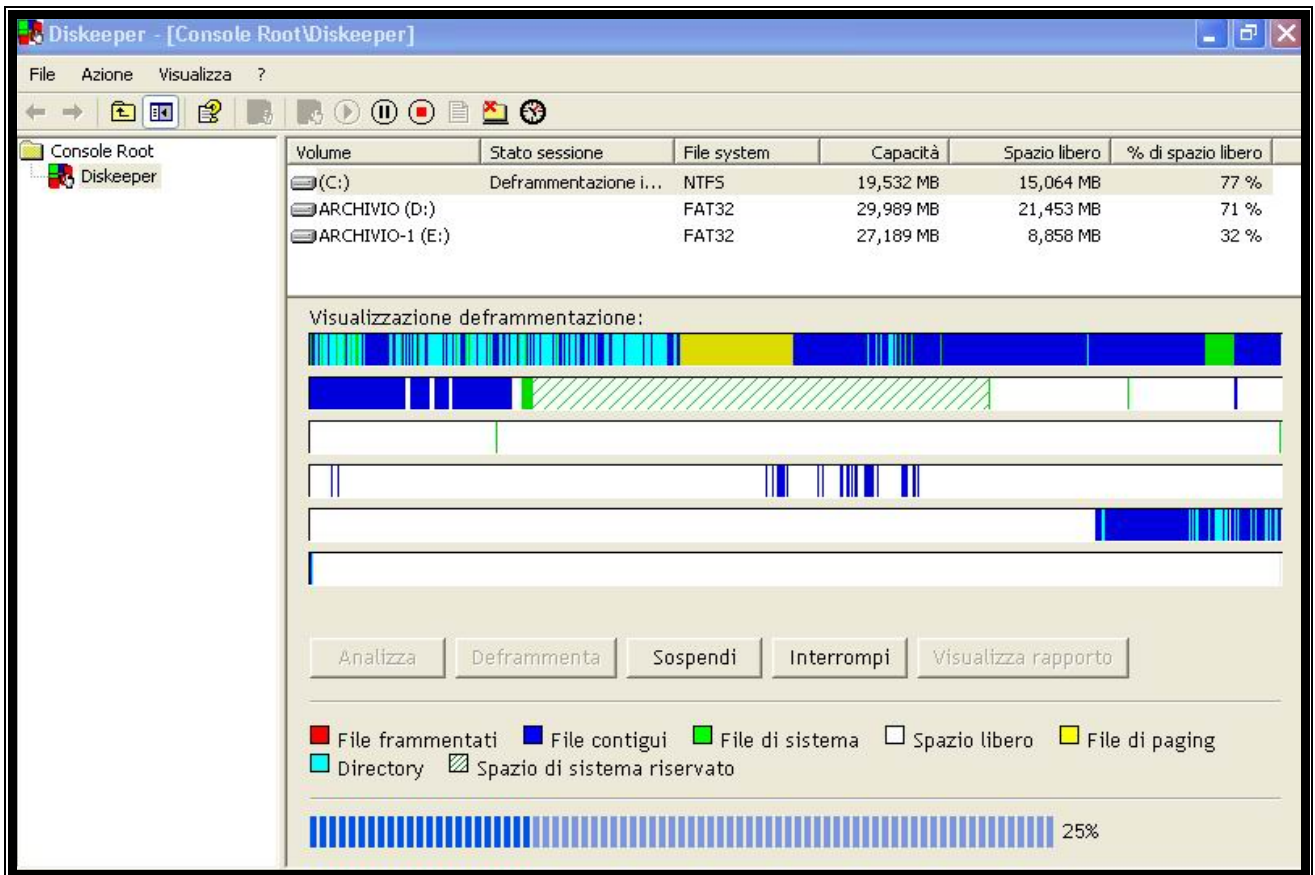 Diskeeper - [Console Root\Diskeeper]
File Azione Visualizza ?
Console Root
Diskeeper
Volume Stato sessione File system Capacità Spazio libero % di spazio libero
(C:) Deframmentazione i... NTFS 19,532 MB 15,064 MB 77 %
ARCHIVIO (D:) FAT32 29,989 MB 21,453 MB 71 %
ARCHIVIO-1 (E:) FAT32 27,189 MB 8,858 MB 32 %
Visualizzazione deframmentazione:
Analizza Deframmenta Sospendi Interrompi Visualizza rapporto
File frammentati File contigui File di sistema Spazio libero File di paging
Directory Spazio di sistema riservato
25%